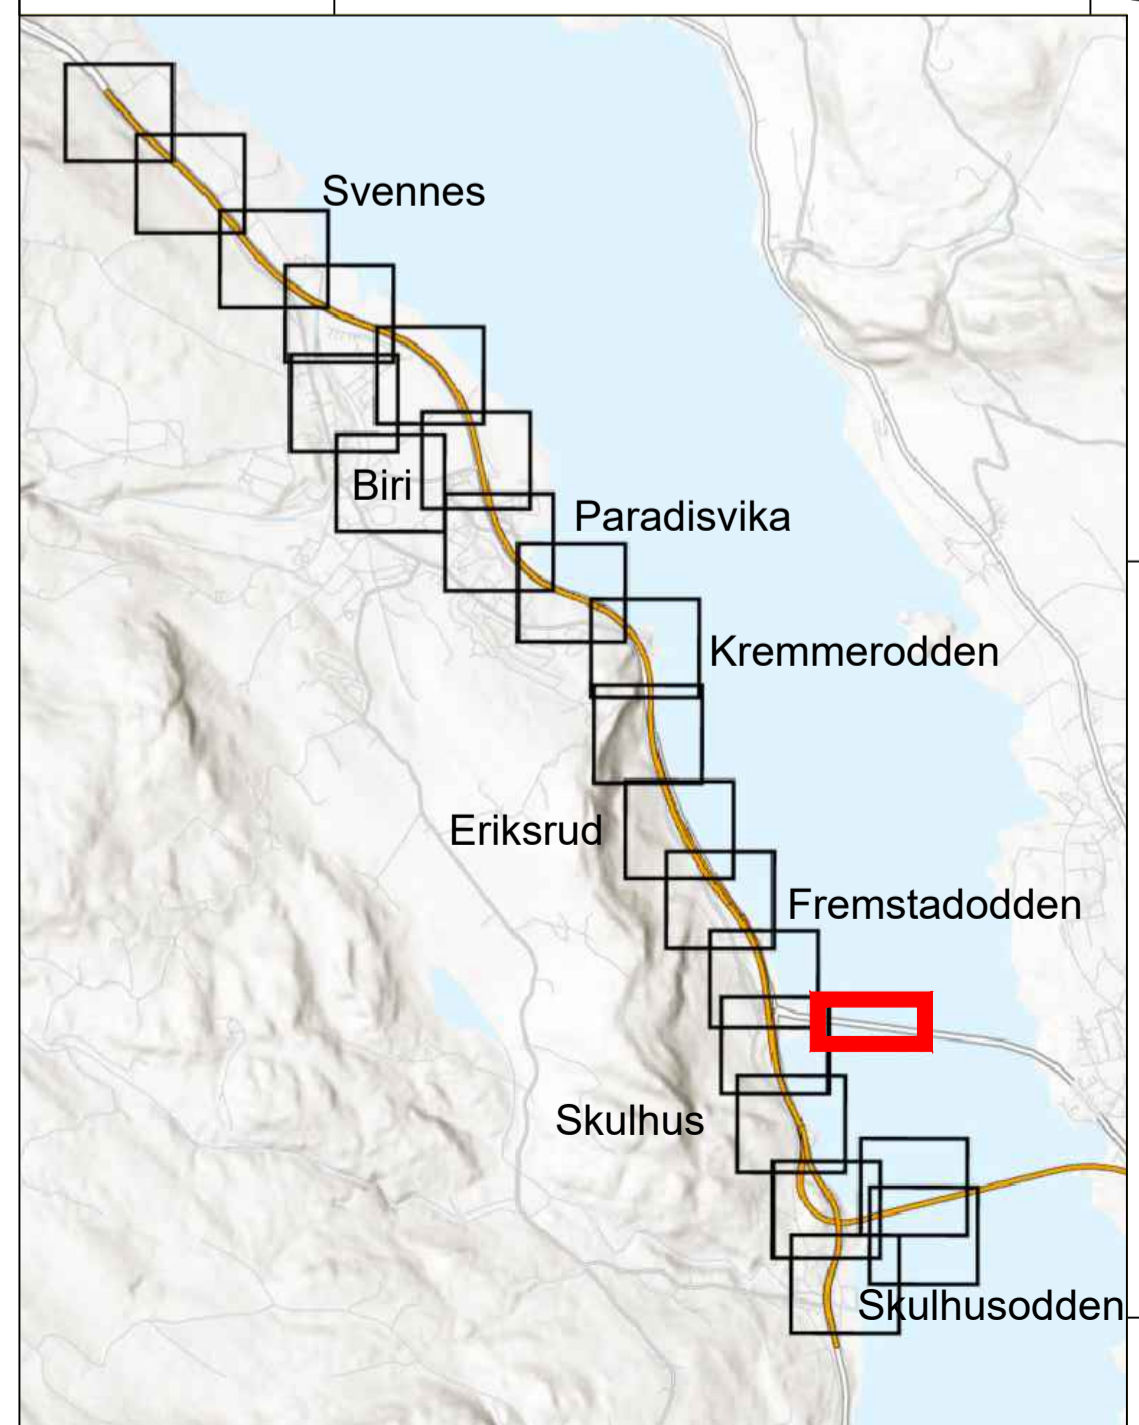 Svennes
Biri
Paradisvika
Kremmerodden
Eriksrud
Fremstadodden
Skulhus
Skulhusodden